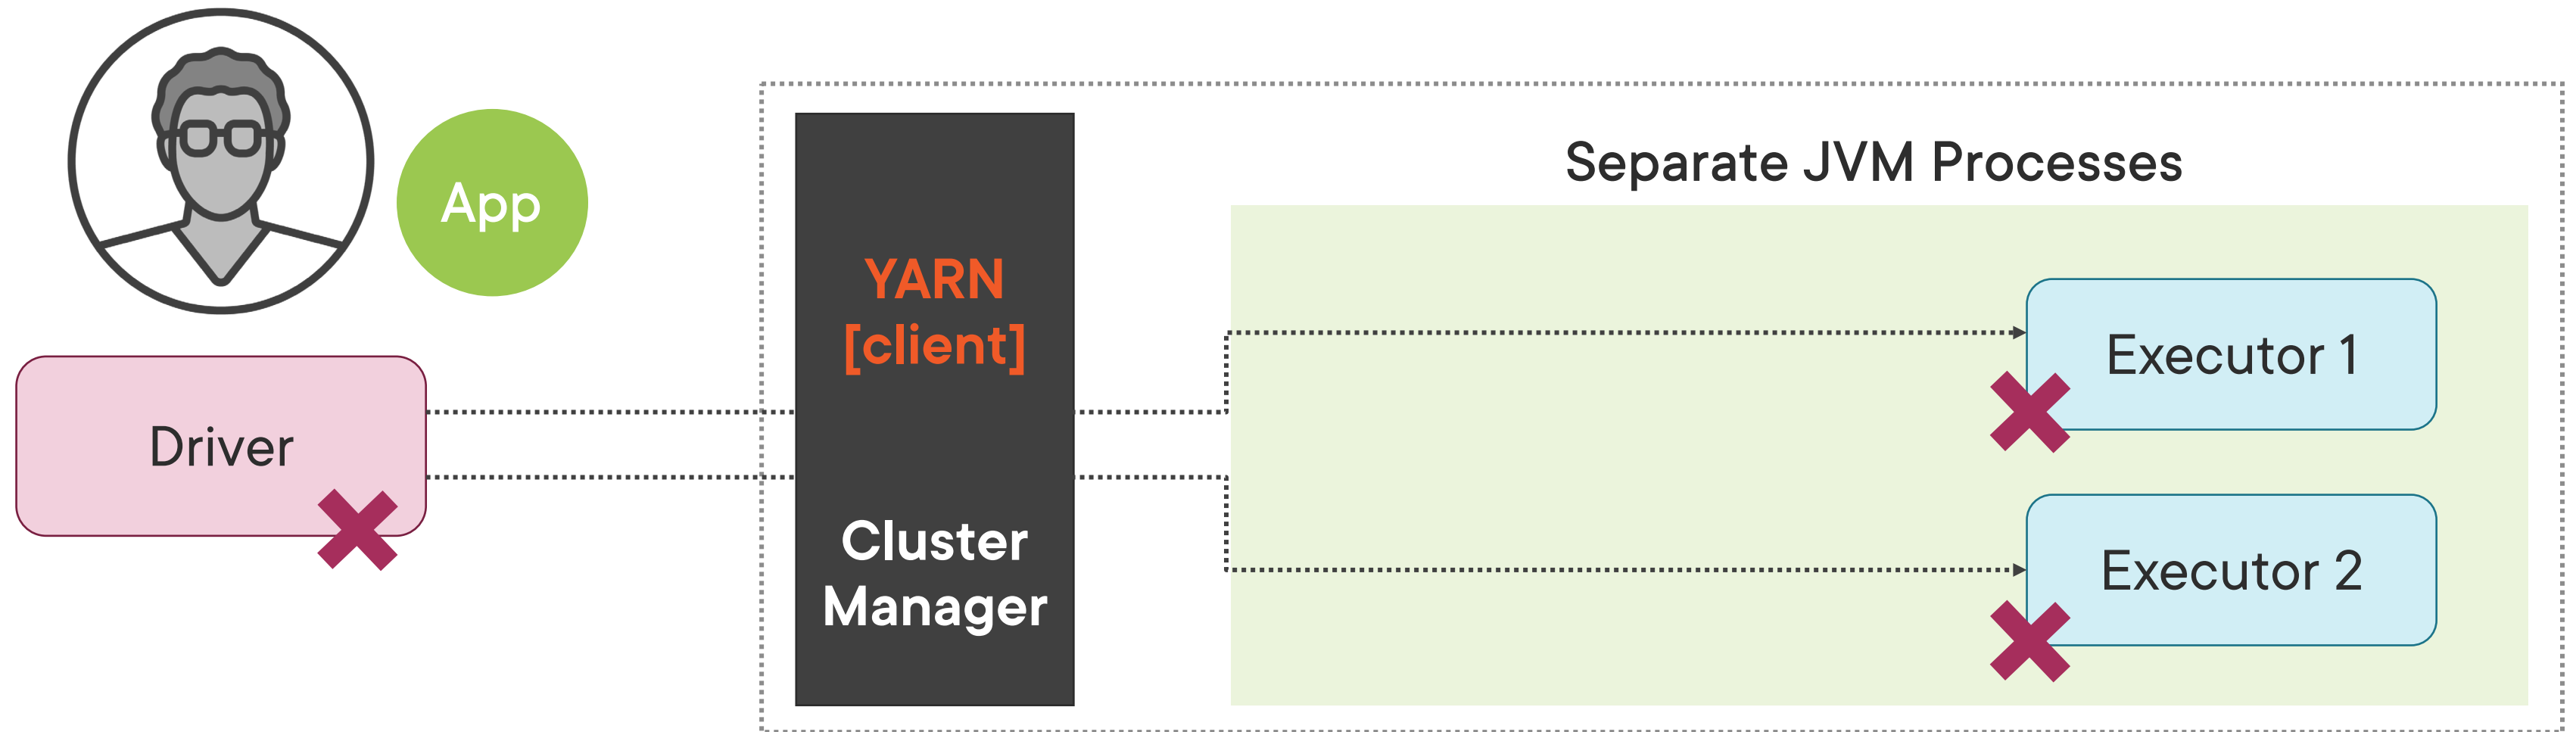 App
Driver
YARN
[client]
Cluster
Manager
Separate JVM Processes
Executor 1
Executor 2